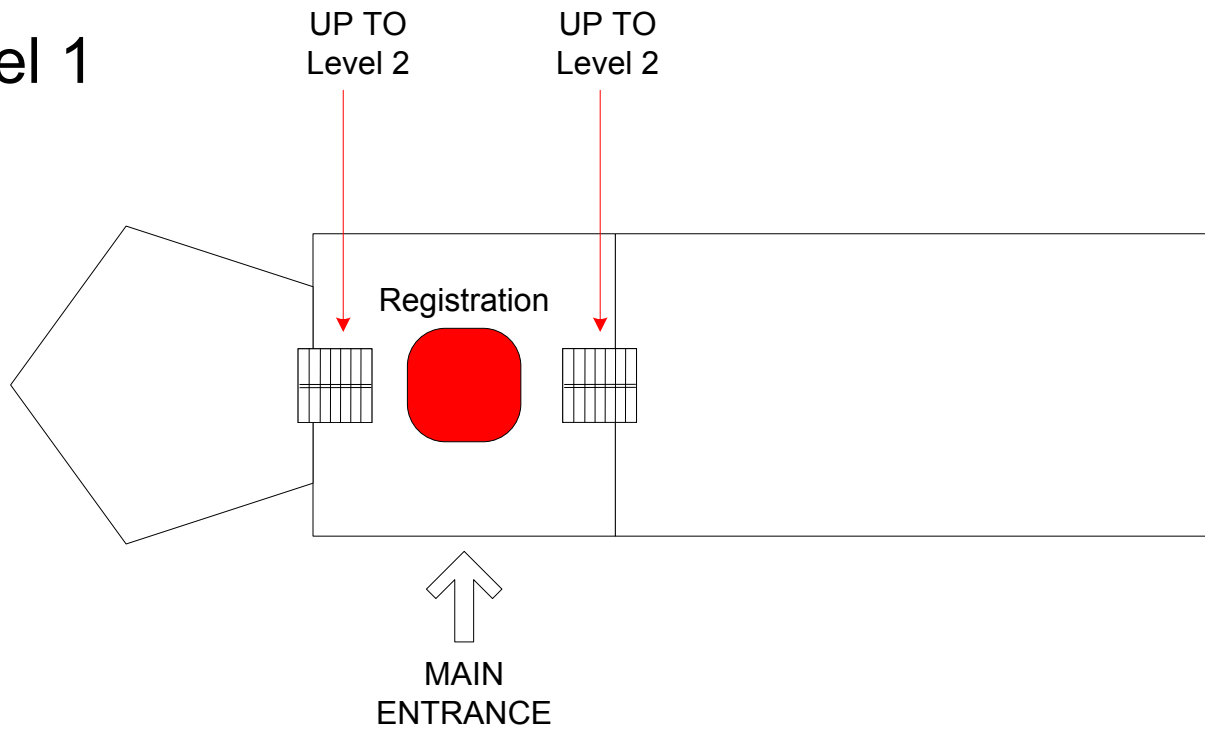 el 1
UP TO
Level 2
UP TO
Level 2
Registration
MAIN
ENTRANCE